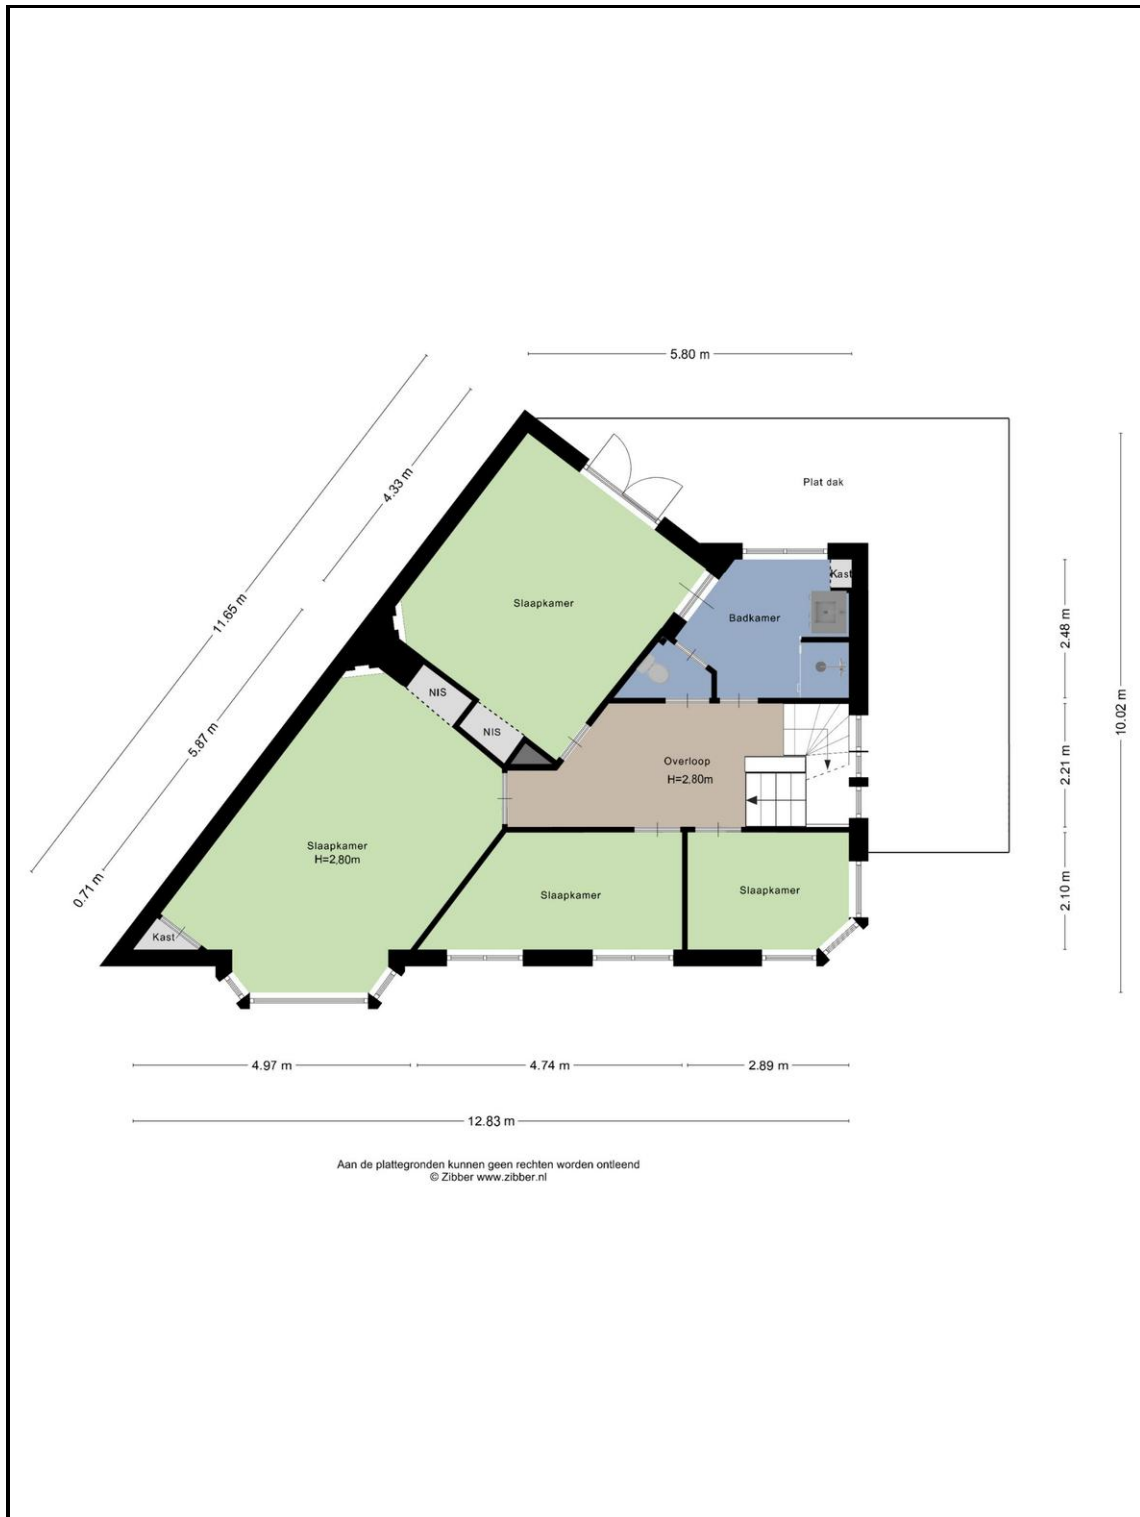 5.80 m
4.33 m
11.65 m
5.87 m
0.71 m
Plat dak
Slaapkamer
Kast
Badkamer
NIS
NIS
Overloop
H=2.80m
Slaapkamer
H=2.80m
Slaapkamer
Slaapkamer
Kast
2.48 m
2.21 m
2.10 m
10.02 m
4.97 m
4.74 m
2.89 m
12.83 m
Aan de plattegronden kunnen geen rechten worden ontleend
© Zibber www.zibber.nl